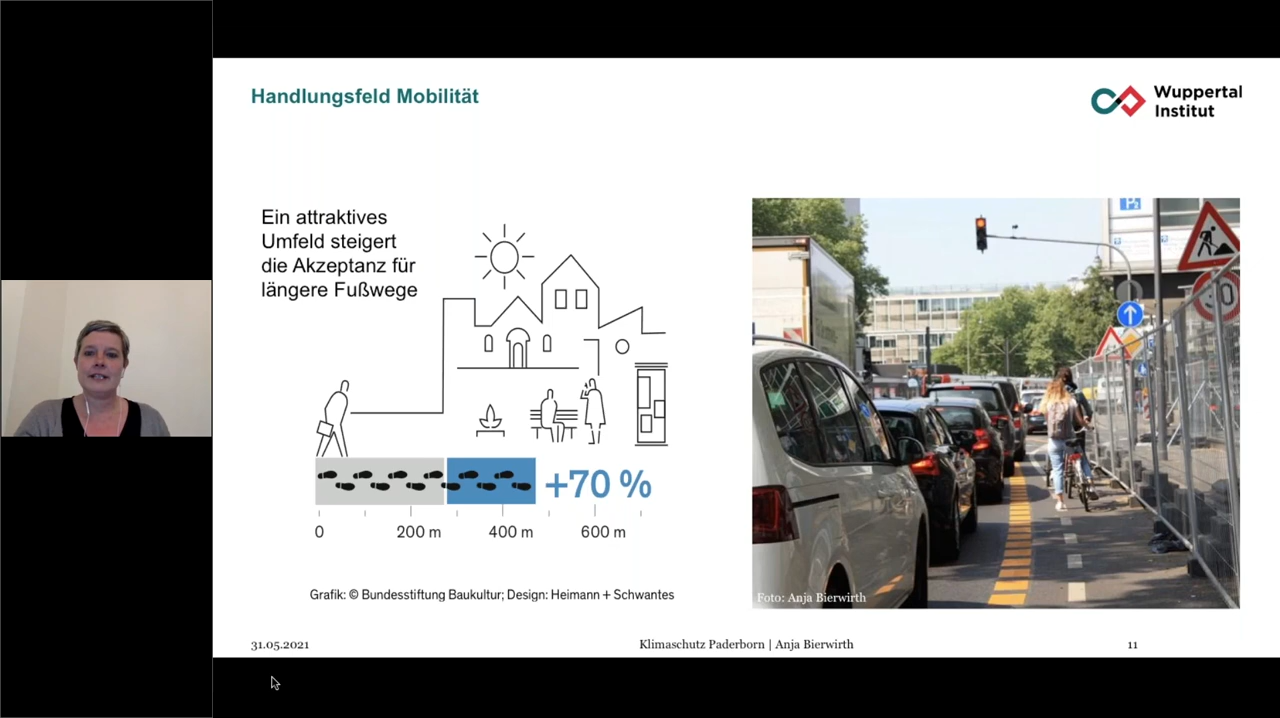 Handlungsfeld Mobilität
Wuppertal
Institut
Ein attraktives
Umfeld steigert
die Akzeptanz für
längere Fußwege
+70 %
0
200 m
400 m
600 m
Grafik: © Bundesstiftung Baukultur; Design: Heimann + Schwantes
Foto: Anja Bierwirth
31.05.2021
Klimaschutz Paderborn | Anja Bierwirth
11